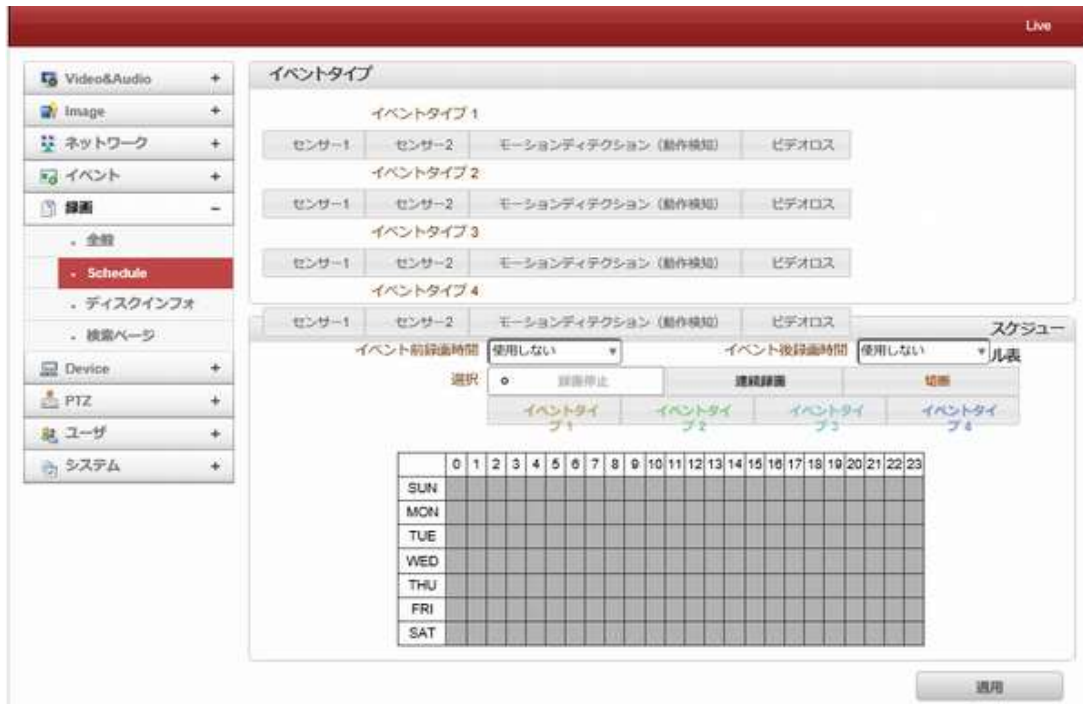 Live
Video&Audio +
Image +
ネットワーク +
イベント +
録画 −
全般
Schedule
ディスクインフォ
検索ページ
Device +
PTZ +
ユーザ +
システム +
イベントタイプ
イベントタイプ 1
センサー1 センサー2 モーションディテクション（動作検知） ビデオロス
イベントタイプ 2
センサー1 センサー2 モーションディテクション（動作検知） ビデオロス
イベントタイプ 3
センサー1 センサー2 モーションディテクション（動作検知） ビデオロス
イベントタイプ 4
センサー1 センサー2 モーションディテクション（動作検知） ビデオロス
スケジュー
ル表
イベント前録画時間 使用しない イベント後録画時間 使用しない
選択 録画停止 連続録画 切断
イベントタイ イベントタイ イベントタイ イベントタイ
プ 1 プ 2 プ 3 プ 4
0 1 2 3 4 5 6 7 8 9 10 11 12 13 14 15 16 17 18 19 20 21 22 23
SUN
MON
TUE
WED
THU
FRI
SAT
適用